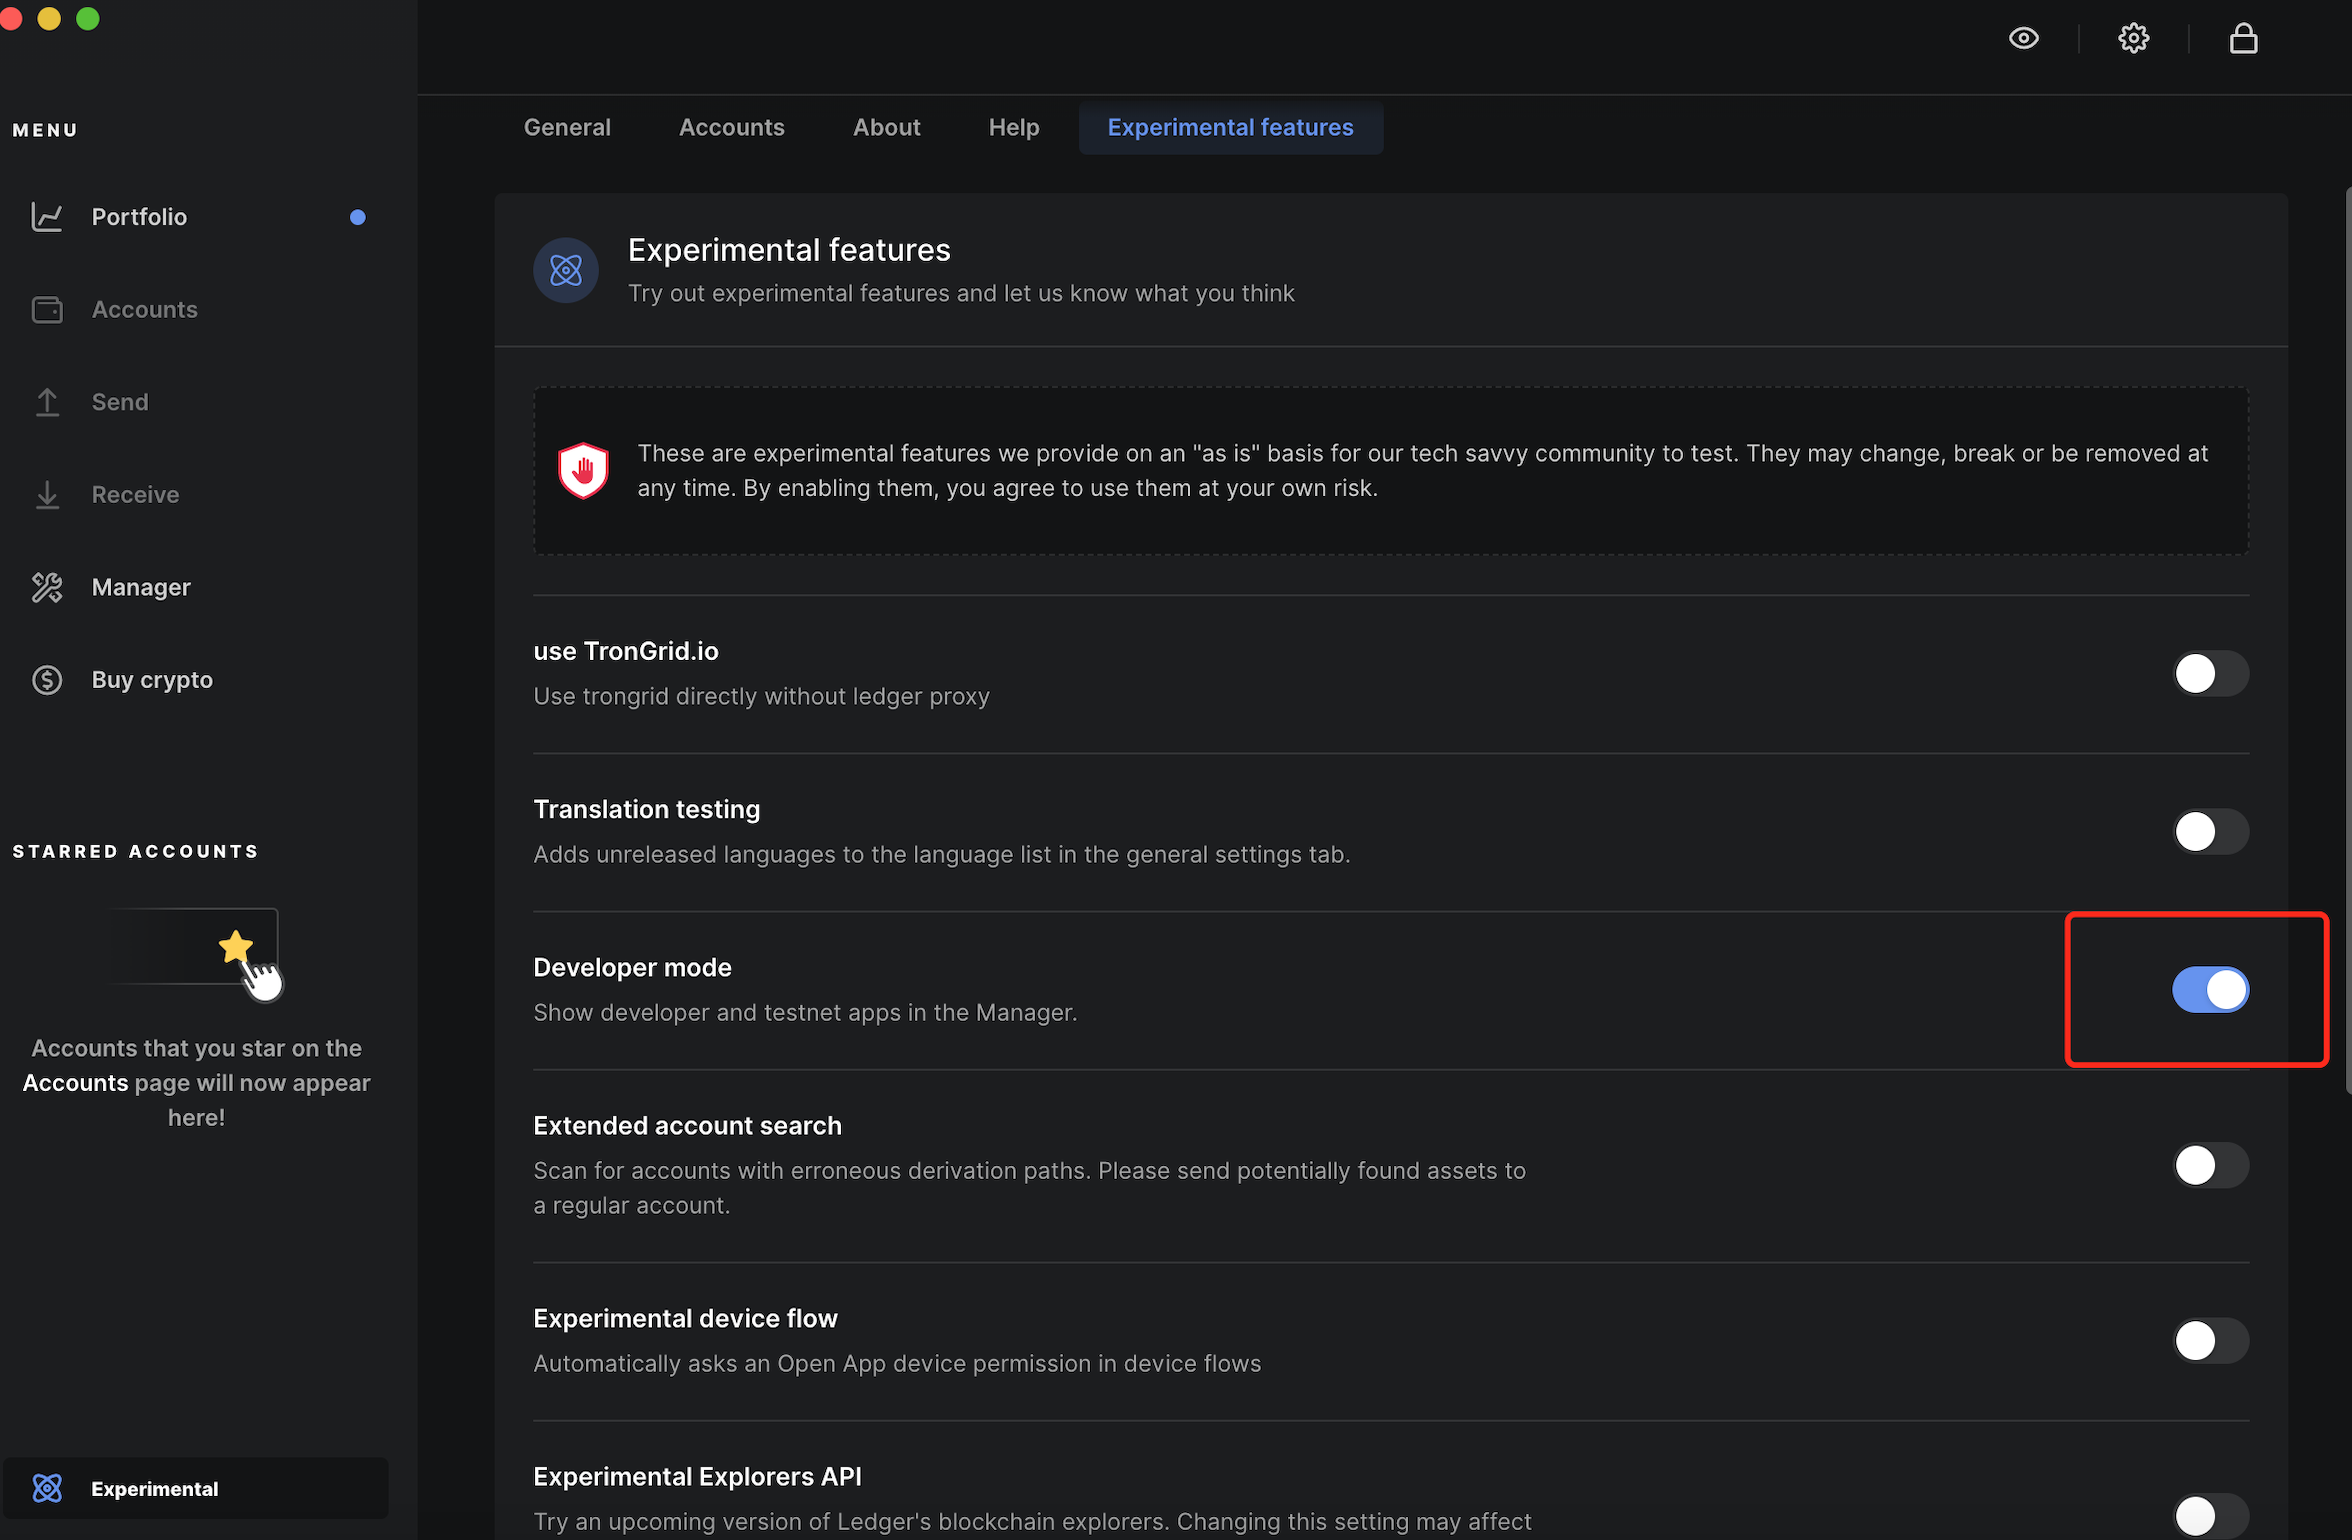 MENU
Portfolio
Accounts
Send
Receive
Manager
Buy crypto
STARRED ACCOUNTS
Accounts that you star on the
Accounts page will now appear
here!
Experimental
General
Accounts
About
Help
Experimental features
Experimental features
Try out experimental features and let us know what you think
These are experimental features we provide on an "as is" basis for our tech savvy community to test. They may change, break or be removed at
any time. By enabling them, you agree to use them at your own risk.
use TronGrid.io
Use trongrid directly without ledger proxy
Translation testing
Adds unreleased languages to the language list in the general settings tab.
Developer mode
Show developer and testnet apps in the Manager.
Extended account search
Scan for accounts with erroneous derivation paths. Please send potentially found assets to
a regular account.
Experimental device flow
Automatically asks an Open App device permission in device flows
Experimental Explorers API
Try an upcoming version of Ledger's blockchain explorers. Changing this setting may affect